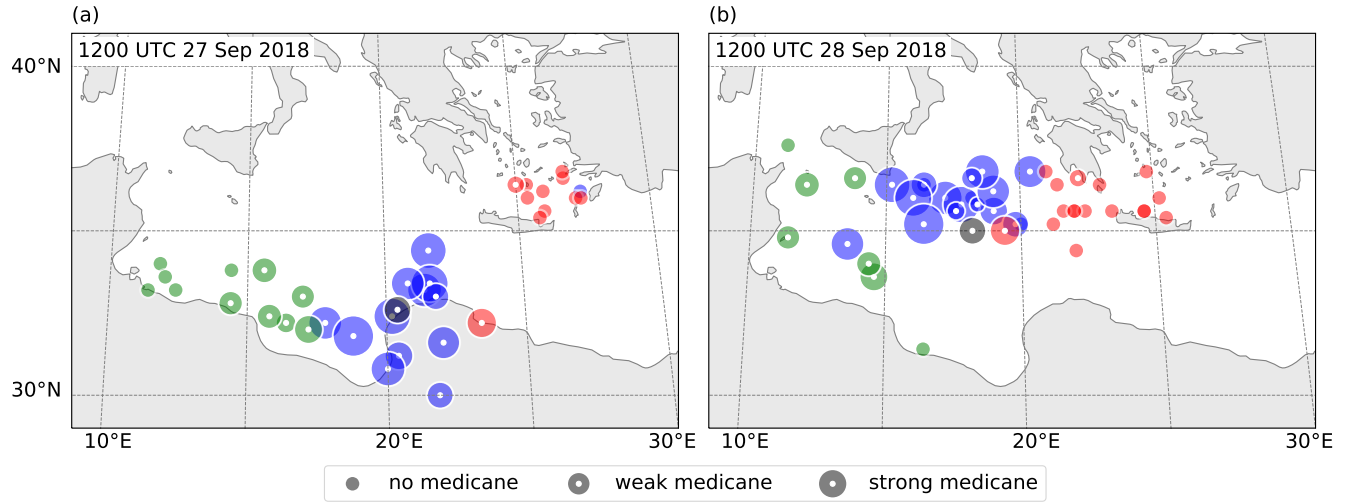 (a)
(b)
1200 UTC 27 Sep 2018
1200 UTC 28 Sep 2018
40°N
30°N
10°E
20°E
30°E
10°E
20°E
30°E
no medicane
weak medicane
strong medicane